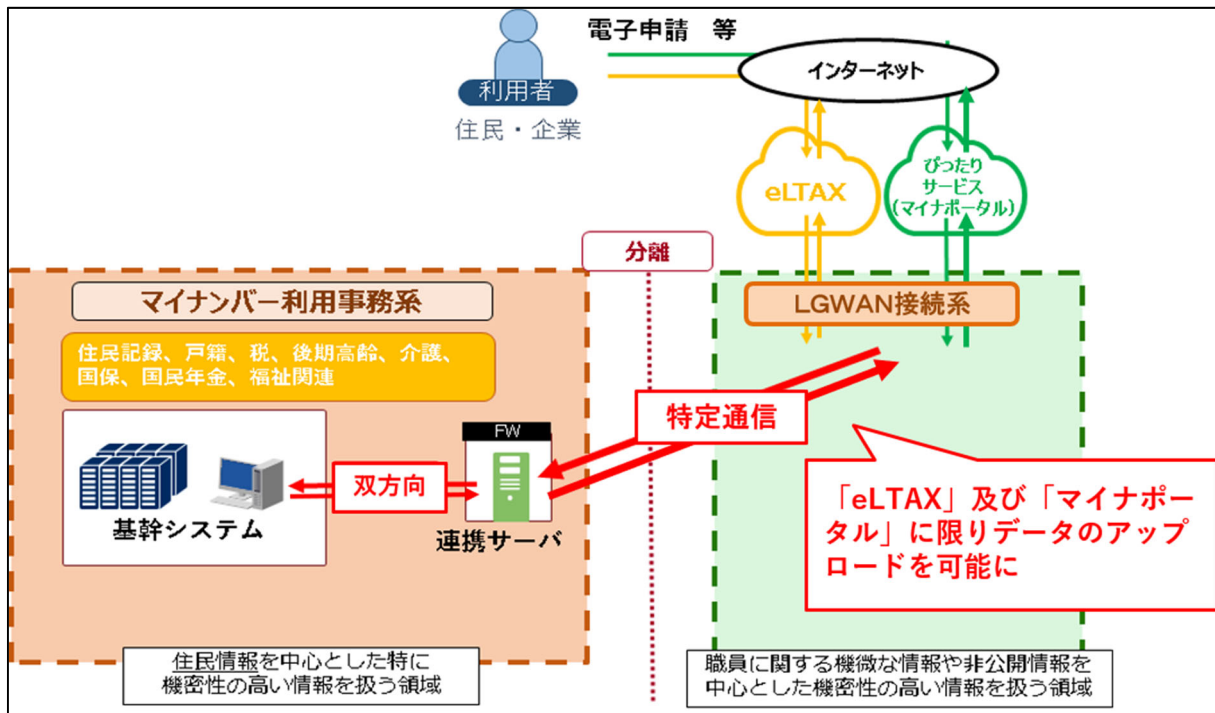 電子申請　等
インターネット
利用者
住民・企業
eLTAX
ぴったり
サービス
(マイナポータル)
分離
マイナンバー利用事務系
LGWAN接続系
住民記録、戸籍、税、後期高齢、介護、
国保、国民年金、福祉関連
特定通信
FW
双方向
基幹システム
連携サーバ
「eLTAX」及び「マイナポー
タル」に限りデータのアップ
ロードを可能に
住民情報を中心とした特に
機密性の高い情報を扱う領域
職員に関する機微な情報や非公開情報を
中心とした機密性の高い情報を扱う領域